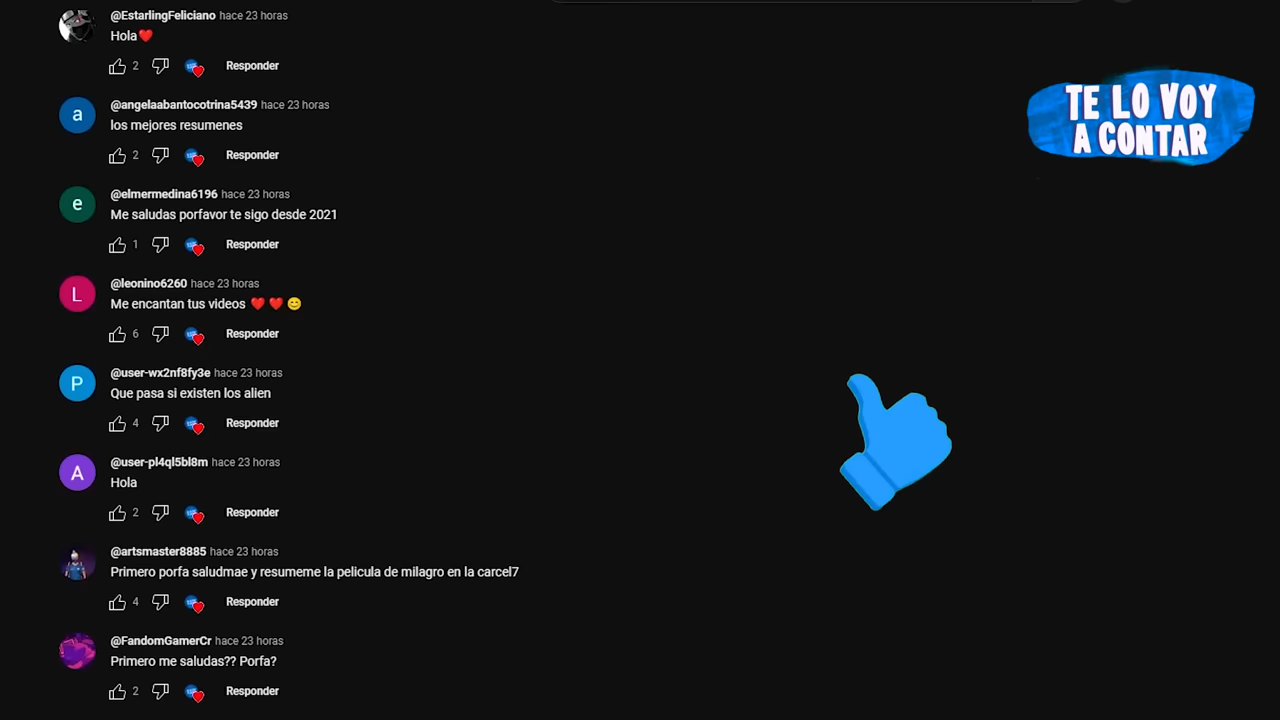 @EstarlingFeliciano hace 23 horas
Hola❤️
2 Responder
@angelaabantocotrina5439 hace 23 horas
los mejores resumenes
2 Responder
@elmermedina6196 hace 23 horas
Me saludas porfavor te sigo desde 2021
1 Responder
@leonino6260 hace 23 horas
Me encantan tus videos ❤️ ❤️ 😊
6 Responder
@user-wx2nf8fy3e hace 23 horas
Que pasa si existen los alien
4 Responder
@user-pl4ql5bl8m hace 23 horas
Hola
2 Responder
@artsmaster8885 hace 23 horas
Primero porfa saludmae y resumeme la pelicula de milagro en la carcel7
4 Responder
@FandomGamerCr hace 23 horas
Primero me saludas?? Porfa?
2 Responder
TE LO VOY
A CONTAR
a
e
L
P
A